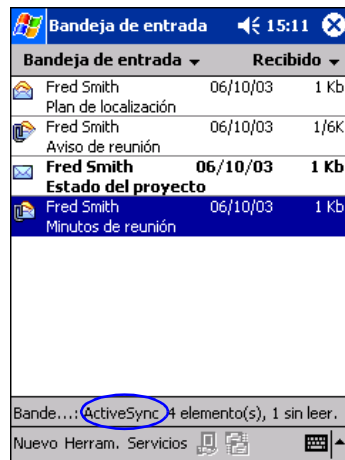 Bandeja de entrada 15:11
Bandeja de entrada Recibido
Fred Smith 06/10/03 1 Kb
Plan de localización
Fred Smith 06/10/03 1/6K
Aviso de reunión
Fred Smith 06/10/03 1 Kb
Estado del proyecto
Fred Smith 06/10/03 1 Kb
Minutos de reunión
Bande...: ActiveSync 4 elemento(s), 1 sin leer.
Nuevo Herram. Servicios